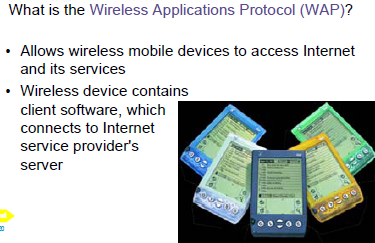 What is the Wireless Applications Protocol (WAP)?
• Allows wireless mobile devices to access Internet
and its services
• Wireless device contains
client software, which
connects to Internet
service provider's
server